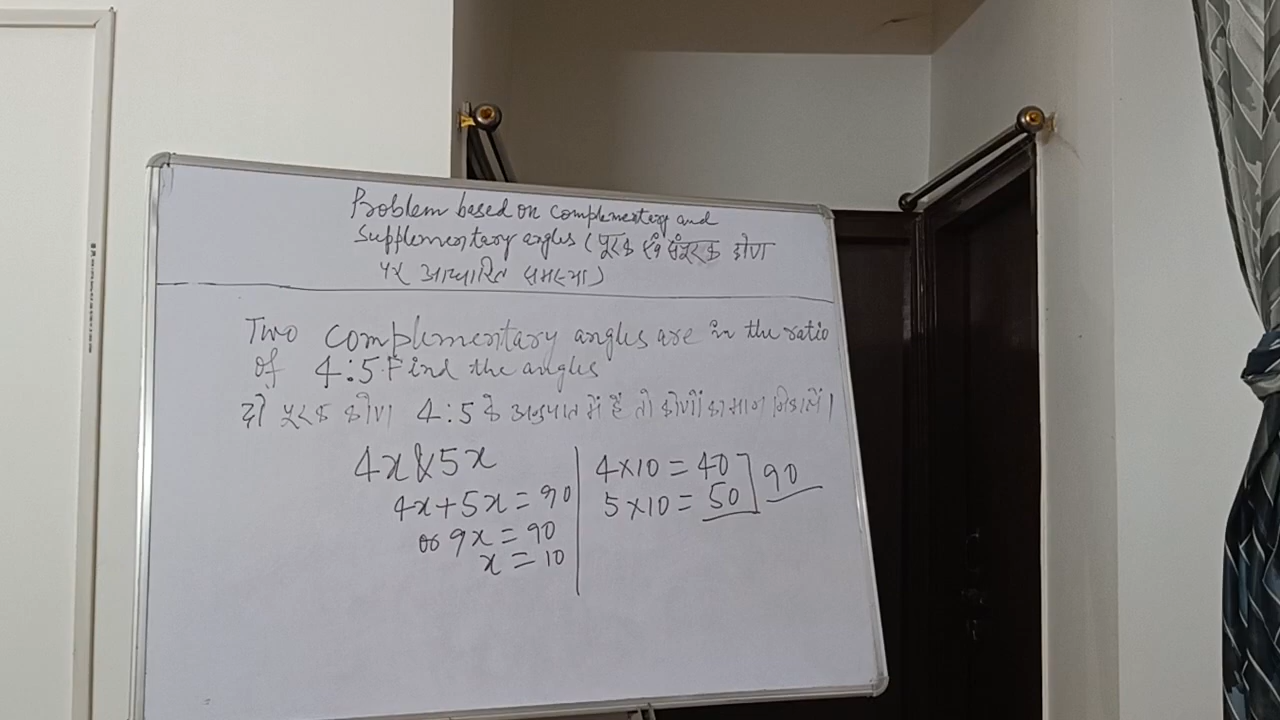 Problem based on complementary and
Supplementary angles (पूरक एंव संपूरक कोण
पर आधारित समस्या)
Two complementary angles are in the ratio
of 4:5. Find the angles
दो पूरक कोण 4:5 के अनुपात में हैं तो कोणों का मान निकालें।
4x & 5x
4x+5x=90
or 9x=90
x=10
4×10=40
5×10=50
90